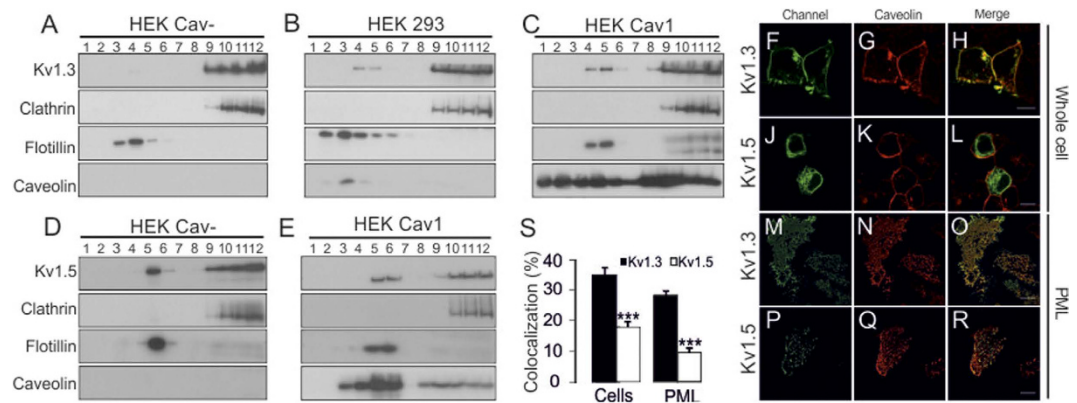 A HEK Cav-
1 2 3 4 5 6 7 8 9 10 11 12
B HEK 293
1 2 3 4 5 6 7 8 9 10 11 12
C HEK Cav1
1 2 3 4 5 6 7 8 9 10 11 12
Kv1.3
Clathrin
Flotillin
Caveolin
D HEK Cav-
1 2 3 4 5 6 7 8 9 10 11 12
E HEK Cav1
1 2 3 4 5 6 7 8 9 10 11 12
Kv1.5
Clathrin
Flotillin
Caveolin
S
Colocalization (%)
Kv1.3 Kv1.5
40
30
20
10
0
***
***
Cells PML
Channel Caveolin Merge
Kv1.3
F G H
Kv1.5
J K L
Whole cell
Kv1.3
M N O
Kv1.5
P Q R
PML